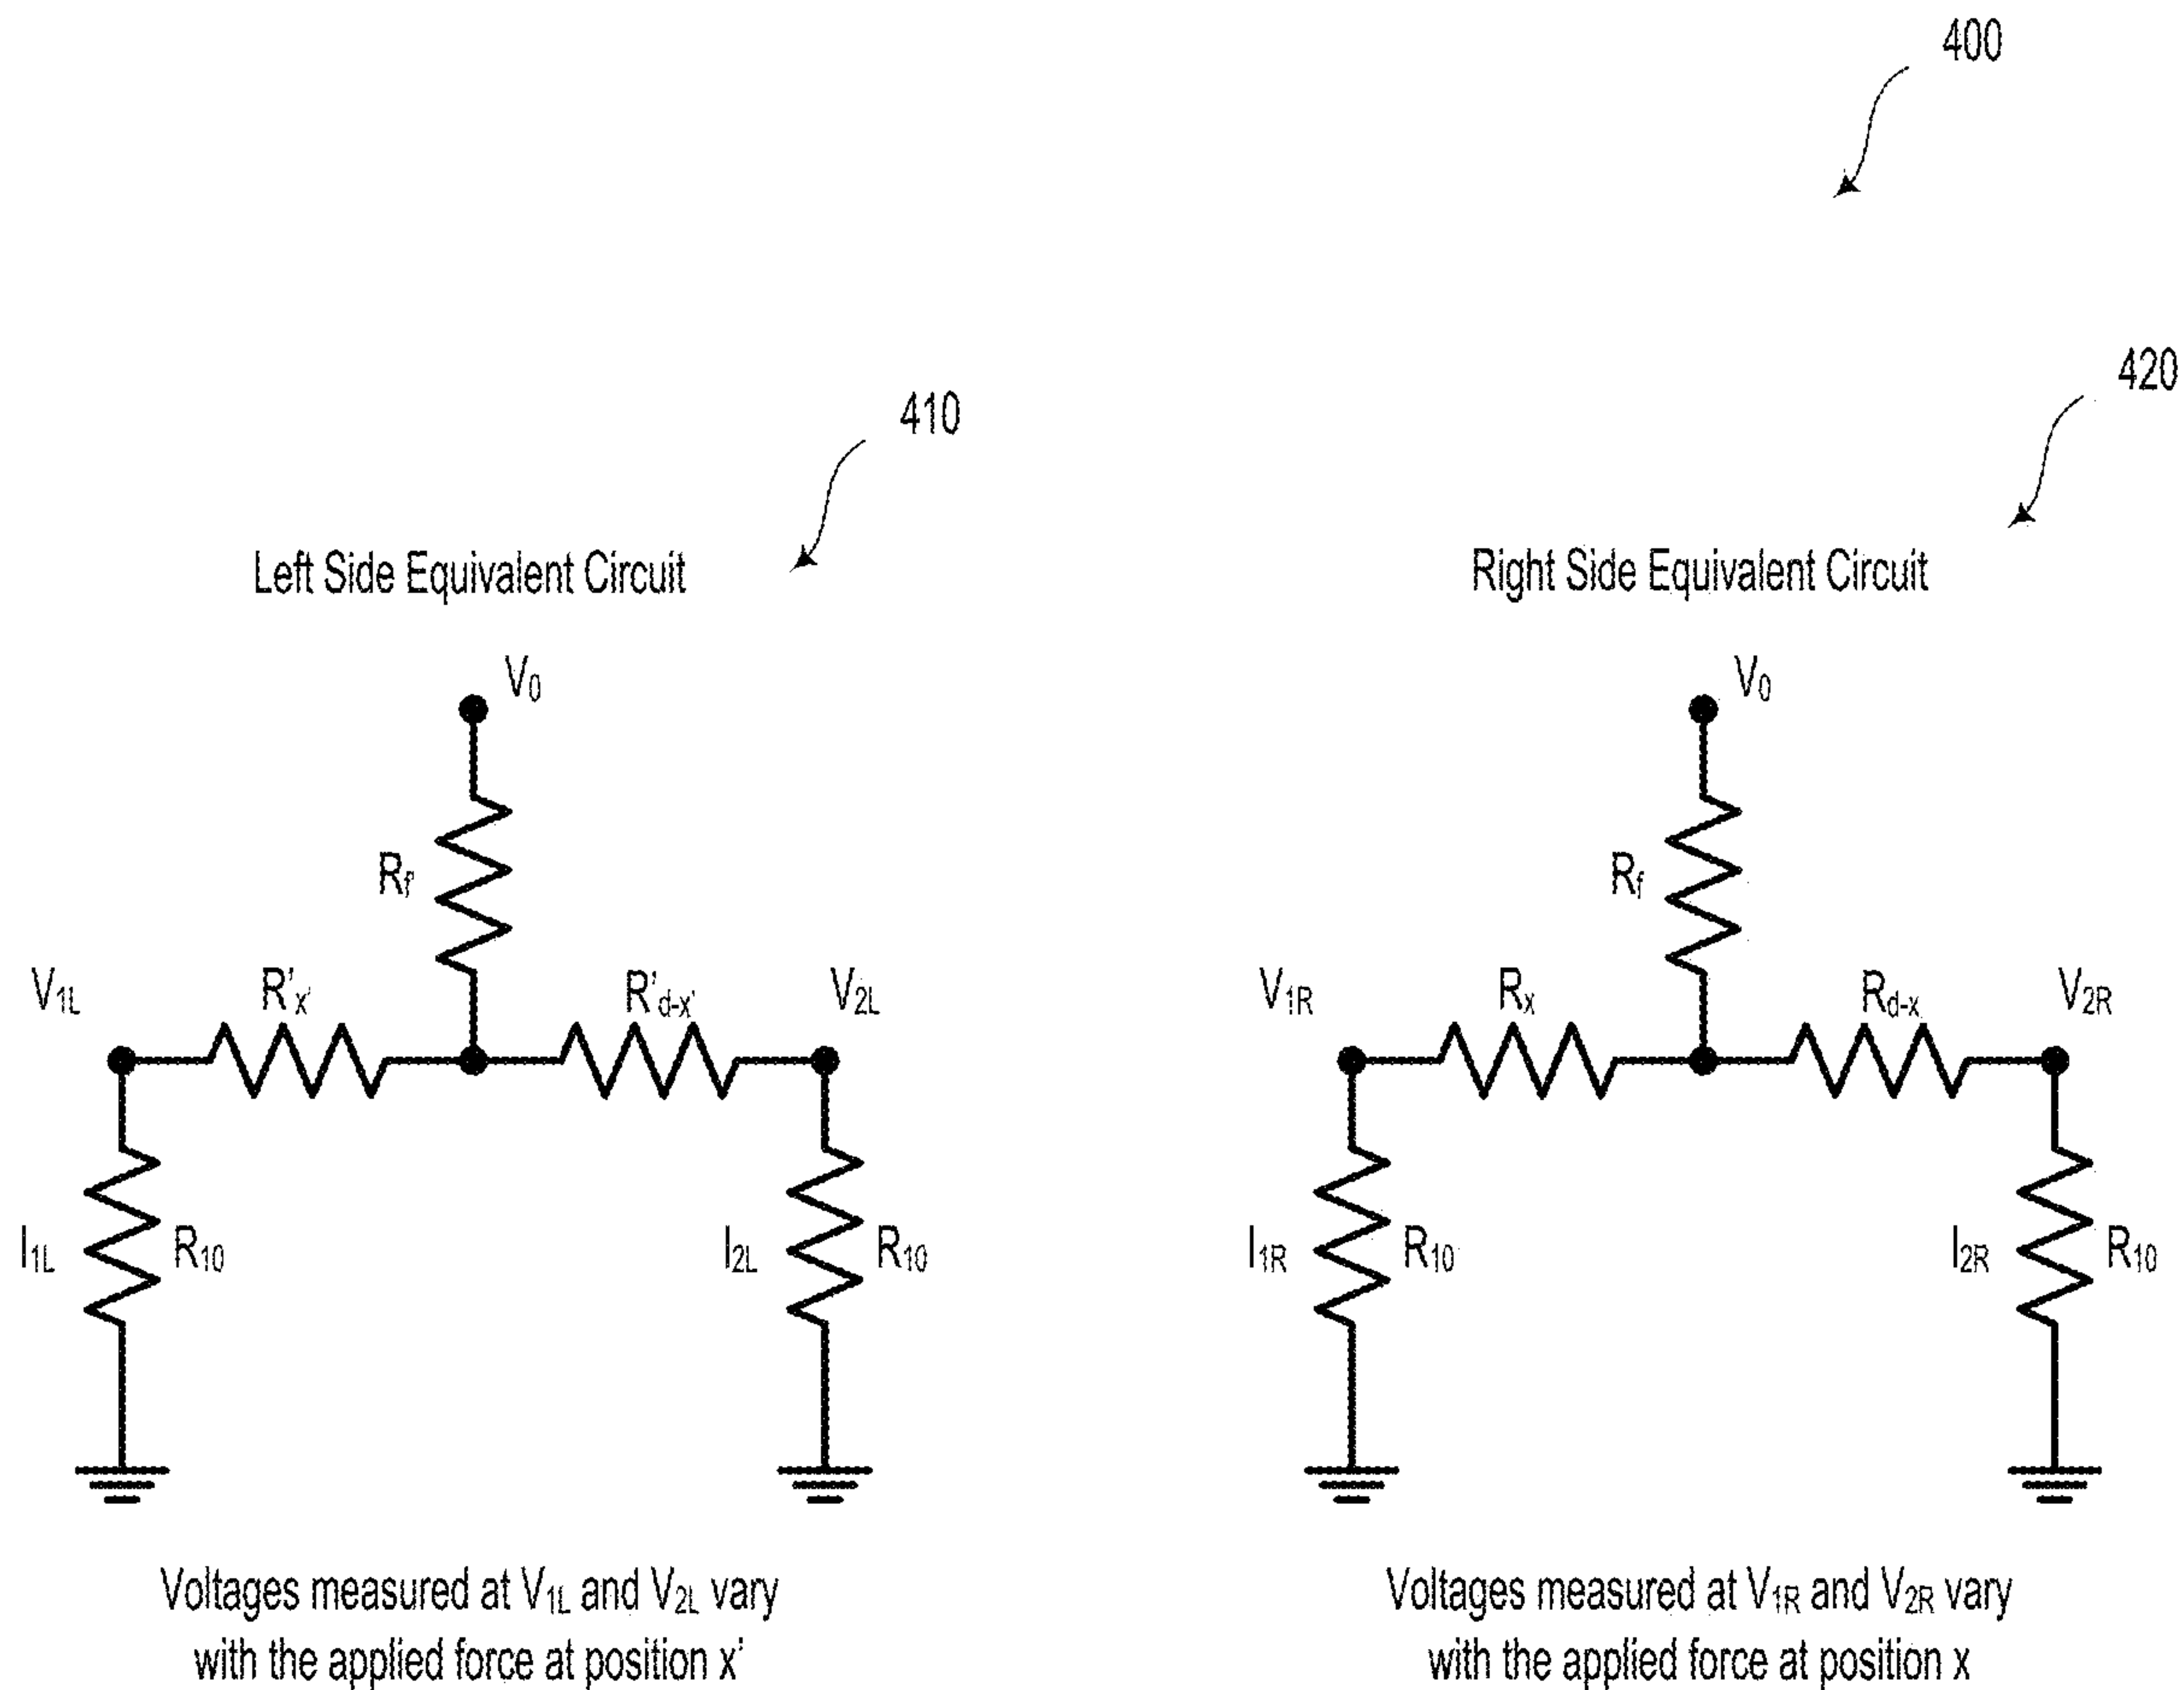 400
410
420
Left Side Equivalent Circuit
V0
Rf'
V1L
R'x'
R'd-x'
V2L
I1L
R10
I2L
R10
Voltages measured at V1L and V2L vary
with the applied force at position x'
Right Side Equivalent Circuit
V0
Rf
V1R
Rx
Rd-x
V2R
I1R
R10
I2R
R10
Voltages measured at V1R and V2R vary
with the applied force at position x